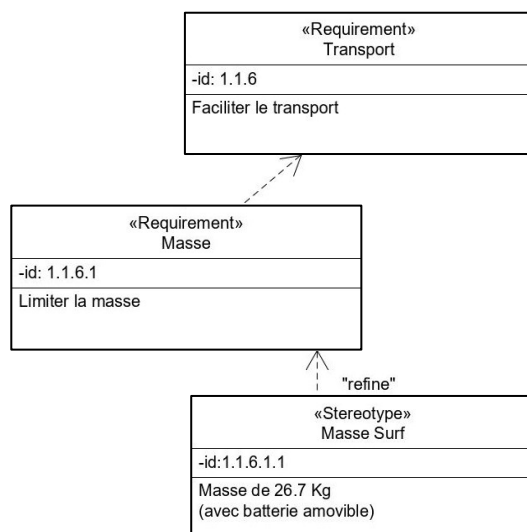 «Requirement»
Transport
-id: 1.1.6
Faciliter le transport
«Requirement»
Masse
-id: 1.1.6.1
Limiter la masse
"refine"
«Stereotype»
Masse Surf
-id:1.1.6.1.1
Masse de 26.7 Kg
(avec batterie amovible)